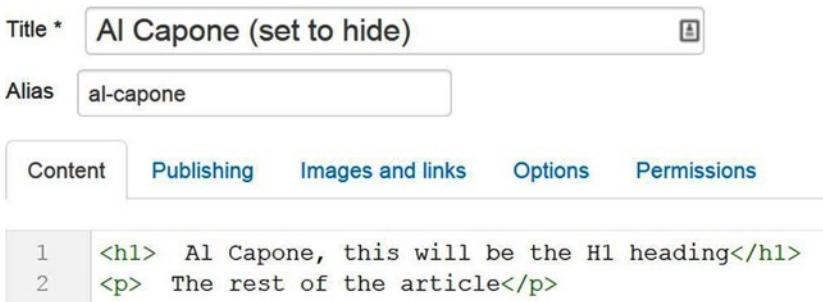 Title * Al Capone (set to hide)
Alias al-capone
Content Publishing Images and links Options Permissions
1 <h1> Al Capone, this will be the H1 heading</h1>
2 <p> The rest of the article</p>